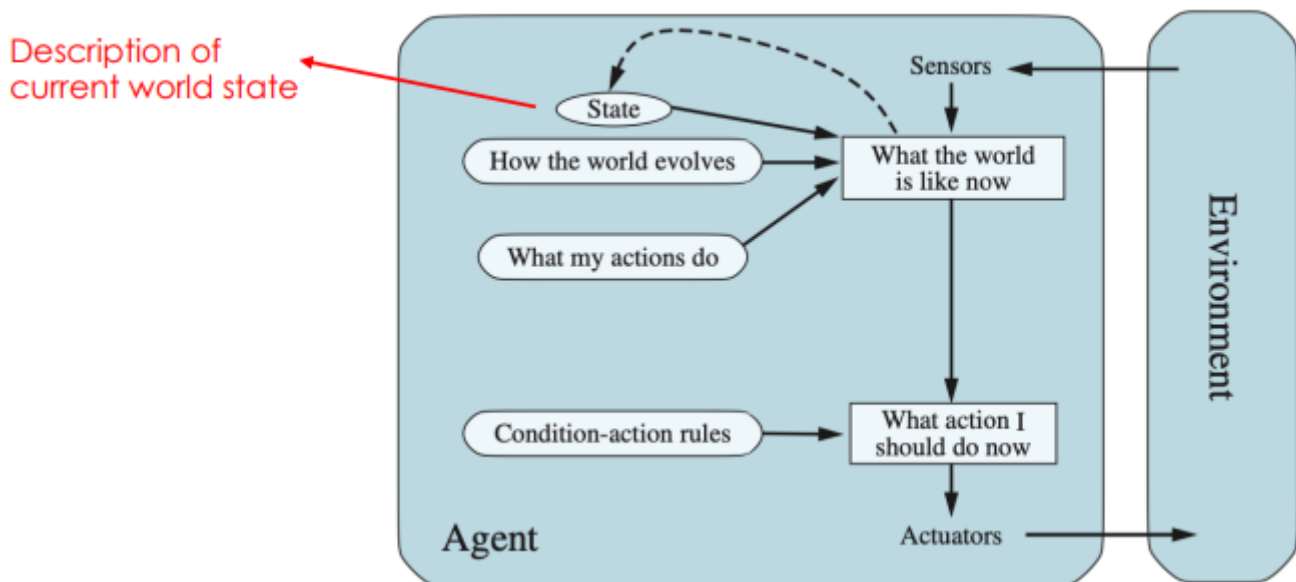 Description of
current world state
Sensors
State
How the world evolves
What the world
is like now
What my actions do
Environment
Condition-action rules
What action I
should do now
Agent
Actuators